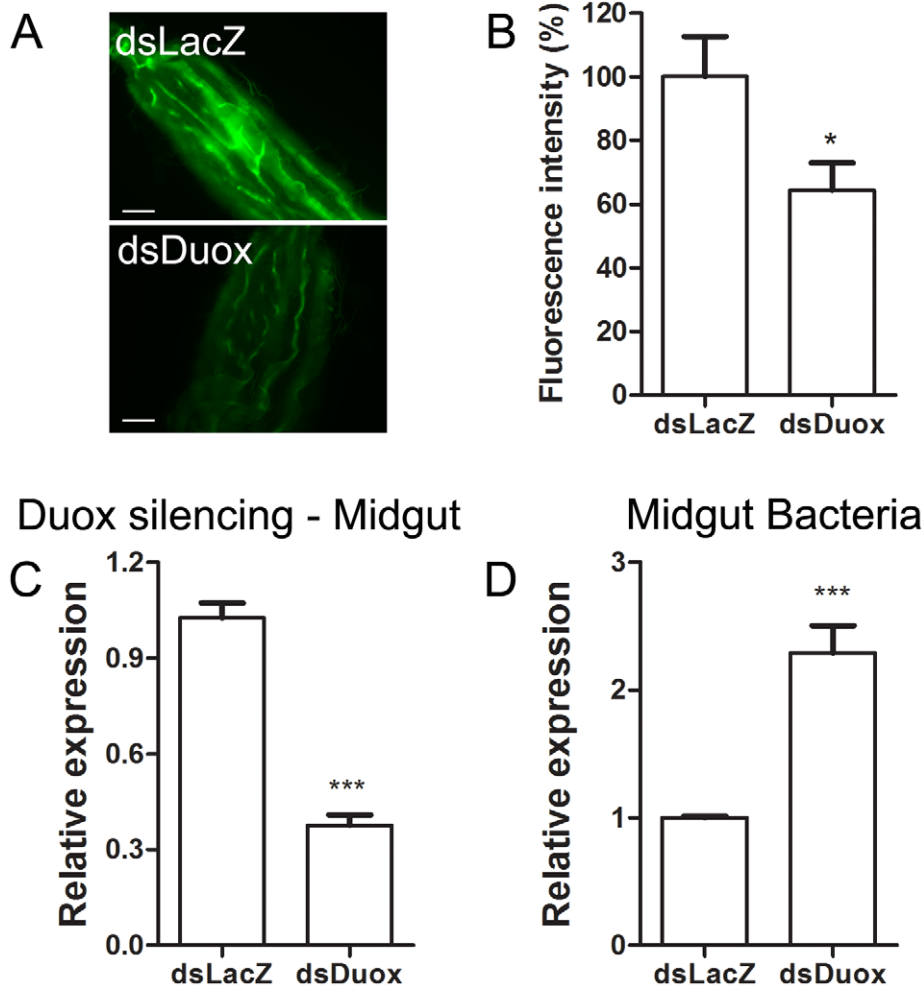 A
dsLacZ
dsDuox
B
Fluorescence intensity (%)
120
100
80
60
40
20
0
*
dsLacZ dsDuox
Duox silencing - Midgut
C
Relative expression
1.2
0.9
0.6
0.3
0.0
***
dsLacZ dsDuox
Midgut Bacteria
D
Relative expression
3
2
1
0
***
dsLacZ dsDuox